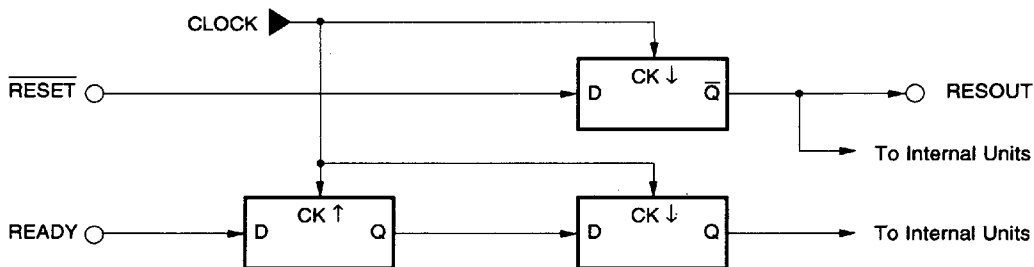 CLOCK
CK ↓
RESET
D
Q
RESOUT
To Internal Units
CK ↑
CK ↓
READY
D
Q
D
Q
To Internal Units